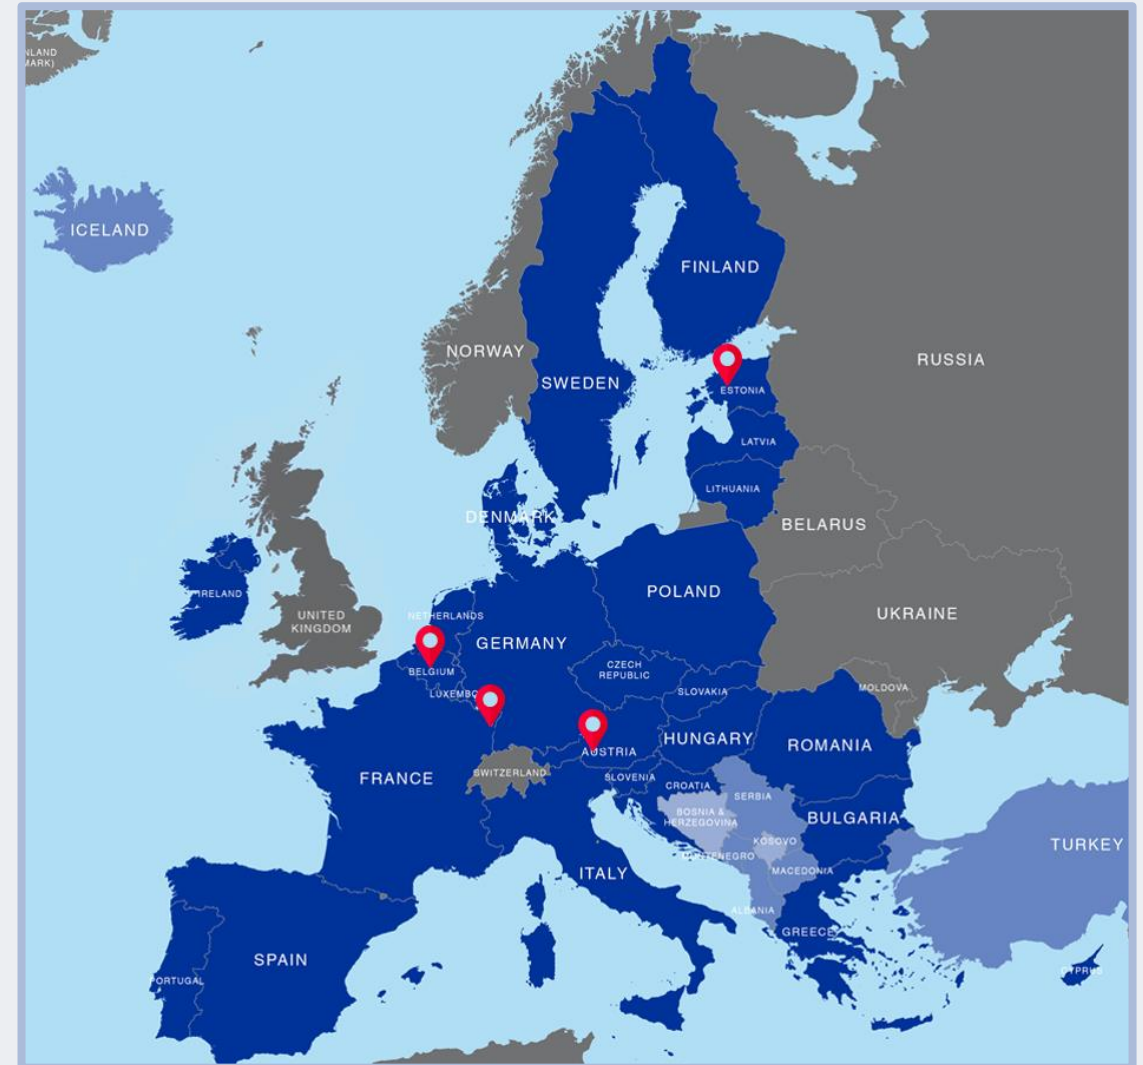 NLAND
MARK)
ICELAND
FINLAND
NORWAY
RUSSIA
SWEDEN
ESTONIA
LATVIA
LITHUANIA
DENMARK
BELARUS
POLAND
IRELAND
UNITED
KINGDOM
NETHERLANDS
UKRAINE
GERMANY
BELGIUM
CZECH
REPUBLIC
LUXEMBO
SLOVAKIA
MOLDOVA
HUNGARY
ROMANIA
AUSTRIA
FRANCE
SWITZERLAND
SLOVENIA
CROATIA
SERBIA
BOSNIA &
HERZEGOVINA
BULGARIA
KOSOVO
TURKEY
MONTENEGRO
MACEDONIA
ITALY
ALBANIA
GREECE
SPAIN
PORTUGAL
CYPRUS